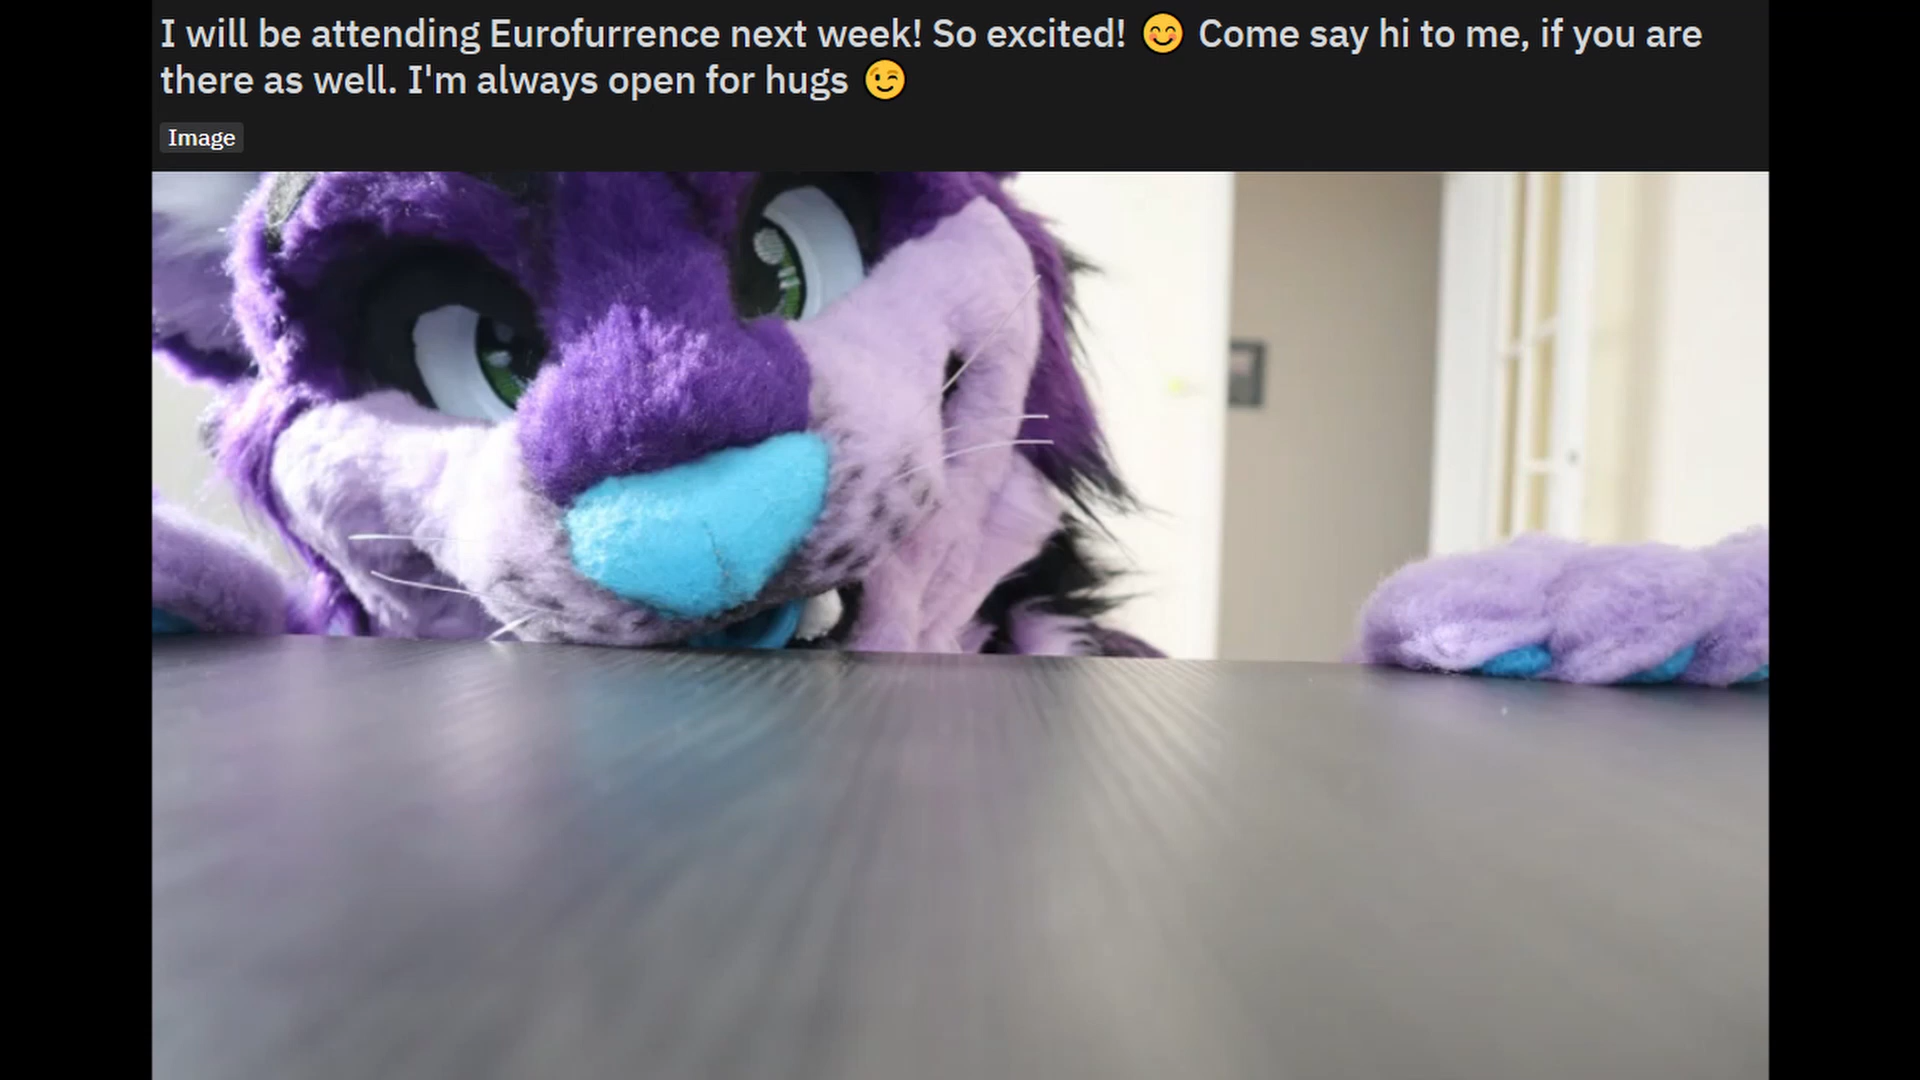 I will be attending Eurofurrence next week! So excited! 😊 Come say hi to me, if you are
there as well. I'm always open for hugs 😉
Image